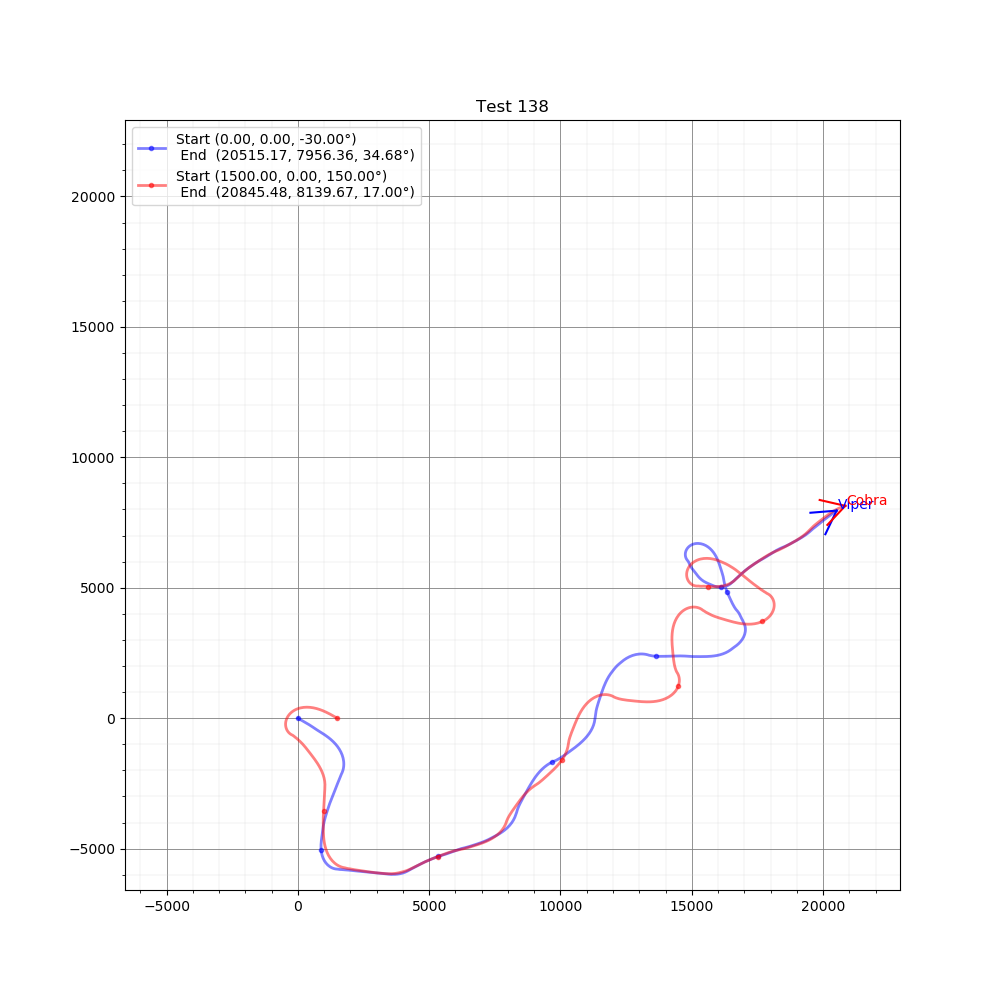 Test 138
Start (0.00, 0.00, -30.00°)
End  (20515.17, 7956.36, 34.68°)
Start (1500.00, 0.00, 150.00°)
End  (20845.48, 8139.67, 17.00°)
20000
15000
10000
5000
0
−5000
Cobra
Viper
−5000
0
5000
10000
15000
20000